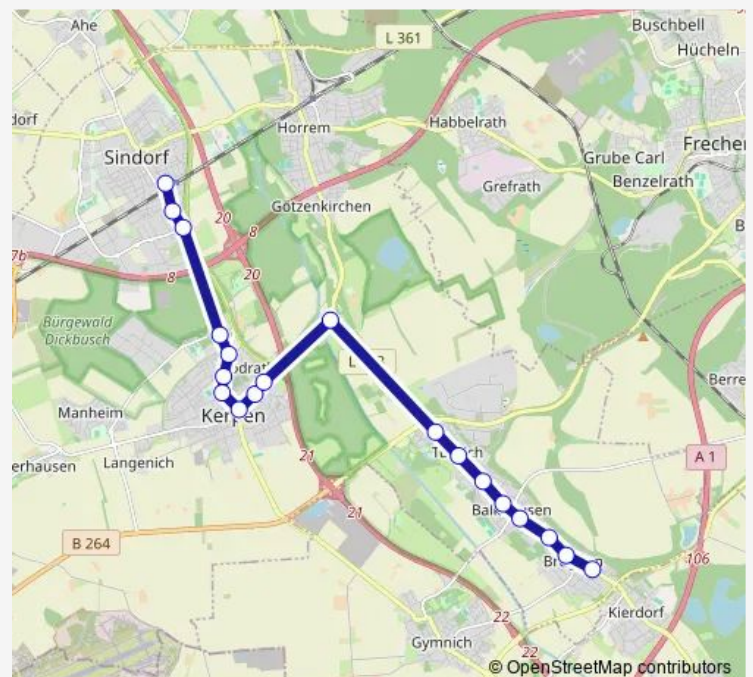 Ahe
Buschbell
L 361
Hücheln
dorf
Horrem
Habbelrath
Sindorf
Freche
Grube Carl
Benzelrath
Grefrath
Götzenkirchen
20
8
B
7b
8
20
Bürgewald
Dickbusch
L
Manheim
Kerpen
Berre
A 1
erhausen
Langenich
21
21
B 264
106
22
Kierdorf
Gymnich
22
© OpenStreetMap contributors